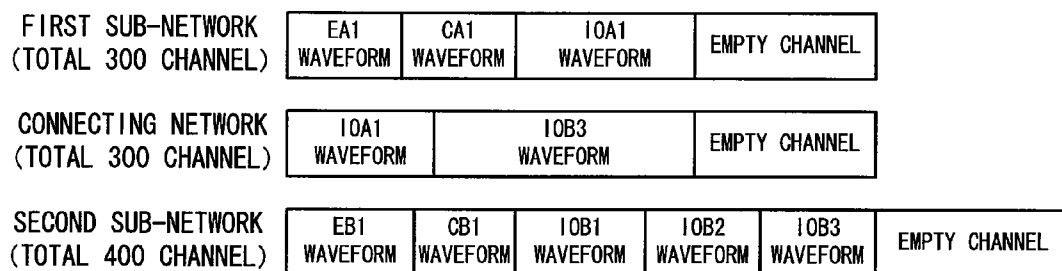 FIRST SUB-NETWORK
(TOTAL 300 CHANNEL)
EA1
WAVEFORM
CA1
WAVEFORM
IOA1
WAVEFORM
EMPTY CHANNEL
CONNECTING NETWORK
(TOTAL 300 CHANNEL)
IOA1
WAVEFORM
IOB3
WAVEFORM
EMPTY CHANNEL
SECOND SUB-NETWORK
(TOTAL 400 CHANNEL)
EB1
WAVEFORM
CB1
WAVEFORM
IOB1
WAVEFORM
IOB2
WAVEFORM
IOB3
WAVEFORM
EMPTY CHANNEL